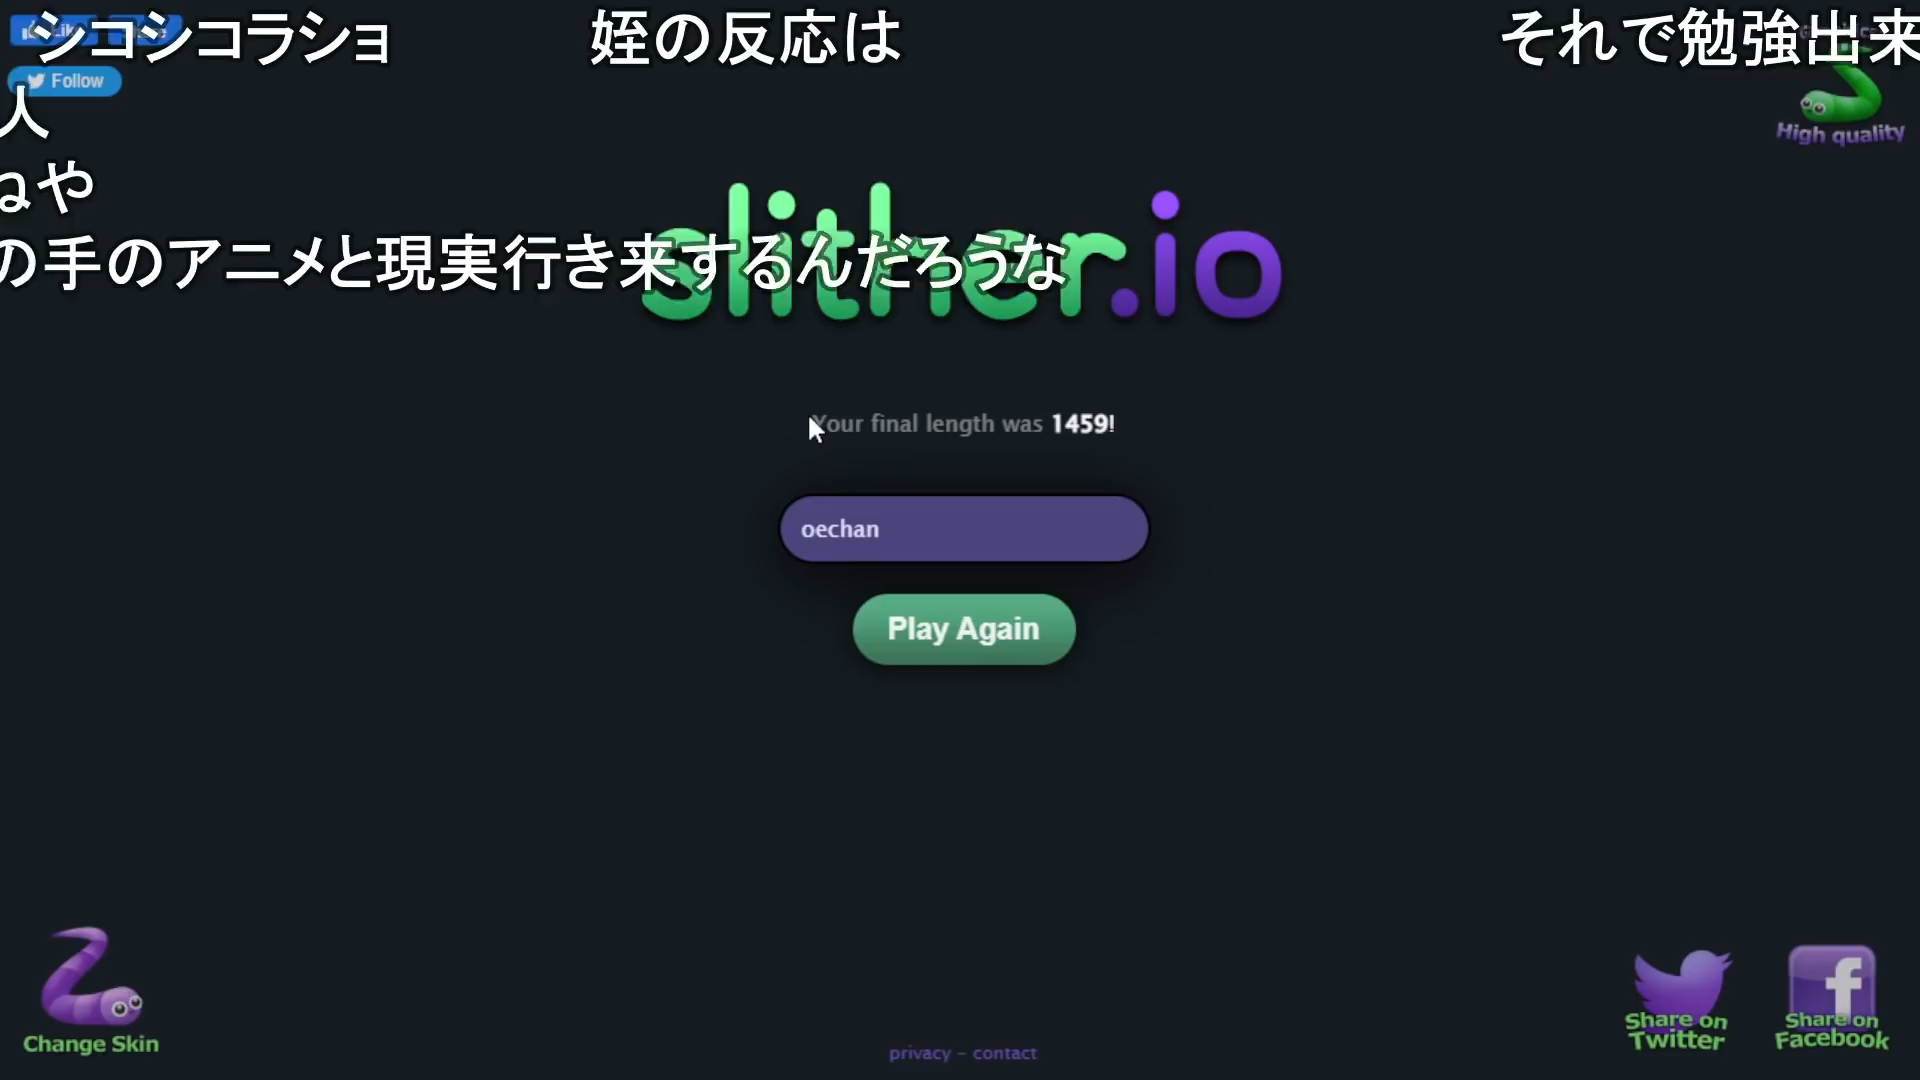 シコシコラショ
姪の反応は
それで勉強出来
Follow
人
ねや
High quality
slither.io
の手のアニメと現実行き来するんだろうな
Your final length was 1459!
oechan
Play Again
Change Skin
privacy - contact
Share on
Twitter
Share on
Facebook